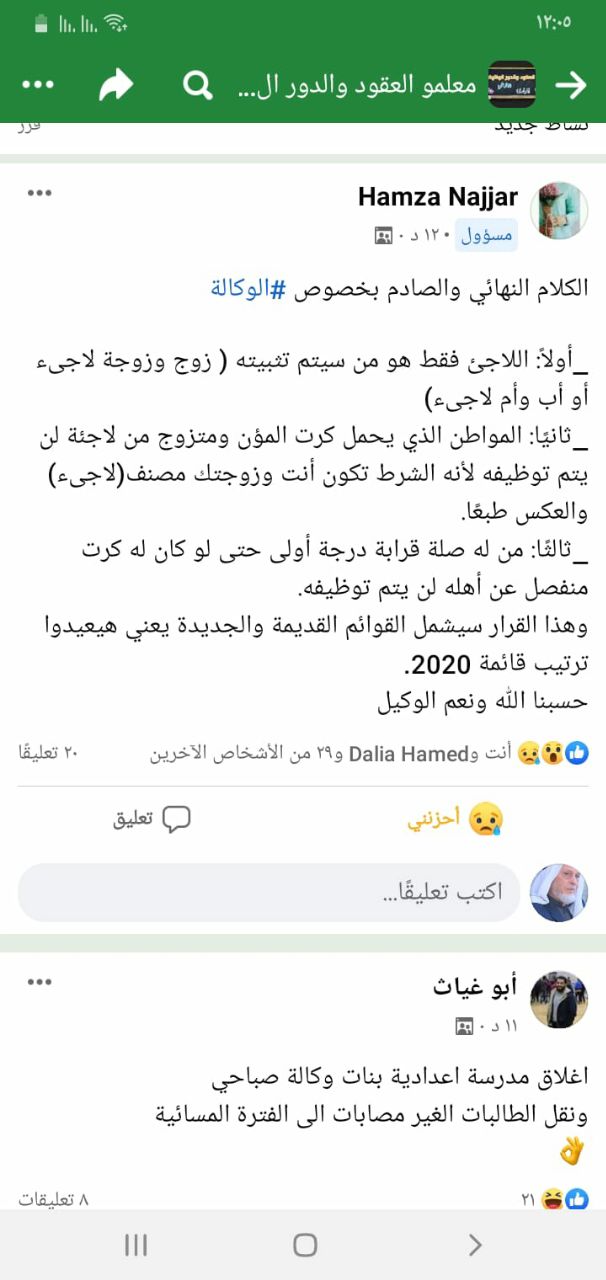 ١٢:٠٥
معلمو العقود والدور ال...
نشاط جديد
فرز
Hamza Najjar
مسؤول • ١٢ د •
الكلام النهائي والصادم بخصوص #الوكالة
_أولاً: اللاجئ فقط هو من سيتم تثبيته ( زوج وزوجة لاجىء
أو أب وأم لاجىء)
_ثانيًا: المواطن الذي يحمل كرت المؤن ومتزوج من لاجئة لن
يتم توظيفه لأنه الشرط تكون أنت وزوجتك مصنف(لاجىء)
والعكس طبعًا.
_ثالثًا: من له صلة قرابة درجة أولى حتى لو كان له كرت
منفصل عن أهله لن يتم توظيفه.
وهذا القرار سيشمل القوائم القديمة والجديدة يعني هيعيدوا
ترتيب قائمة 2020.
حسبنا الله ونعم الوكيل
أنت وDalia Hamed و٢٩ من الأشخاص الآخرين
٢٠ تعليقًا
أحزنني
تعليق
اكتب تعليقًا...
أبو غياث
١١ د •
اغلاق مدرسة اعدادية بنات وكالة صباحي
ونقل الطالبات الغير مصابات الى الفترة المسائية
👌
٢١
٨ تعليقات